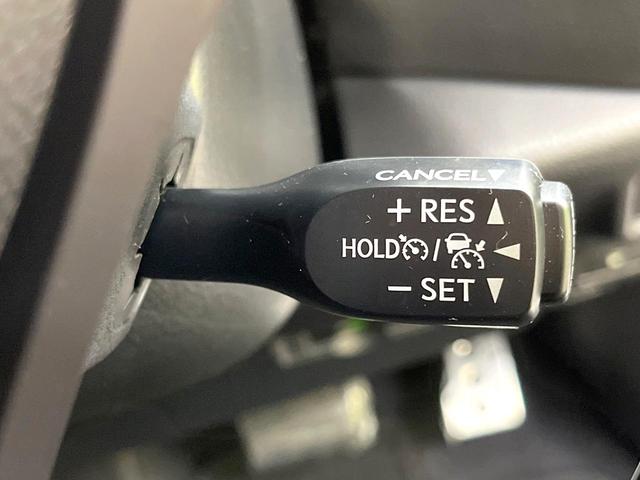 CANCEL▼
+ RES ▲
HOLD / ◀
− SET ▼